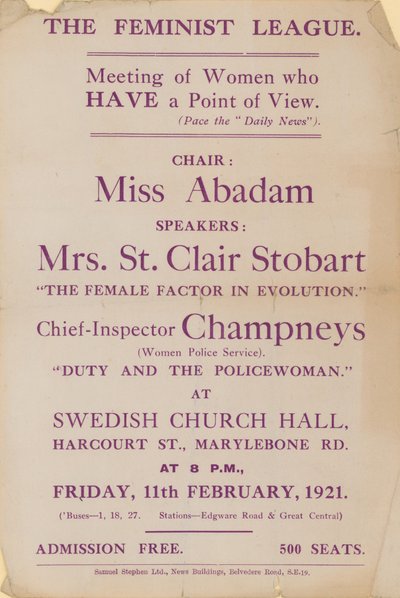 THE FEMINIST LEAGUE.
Meeting of Women who
HAVE a Point of View.
(Pace the "Daily News").
CHAIR:
Miss Abadam
SPEAKERS:
Mrs. St. Clair Stobart
"THE FEMALE FACTOR IN EVOLUTION."
Chief-Inspector Champneys
(Women Police Service).
"DUTY AND THE POLICEWOMAN."
AT
SWEDISH CHURCH HALL,
HARCOURT ST., MARYLEBONE RD.
AT 8 P.M.,
FRIDAY, 11th FEBRUARY, 1921.
('Buses—1, 18, 27. Stations—Edgware Road & Great Central)
ADMISSION FREE. 500 SEATS.
Samuel Stephen Ltd., News Buildings, Belvedere Road, S.E.19.